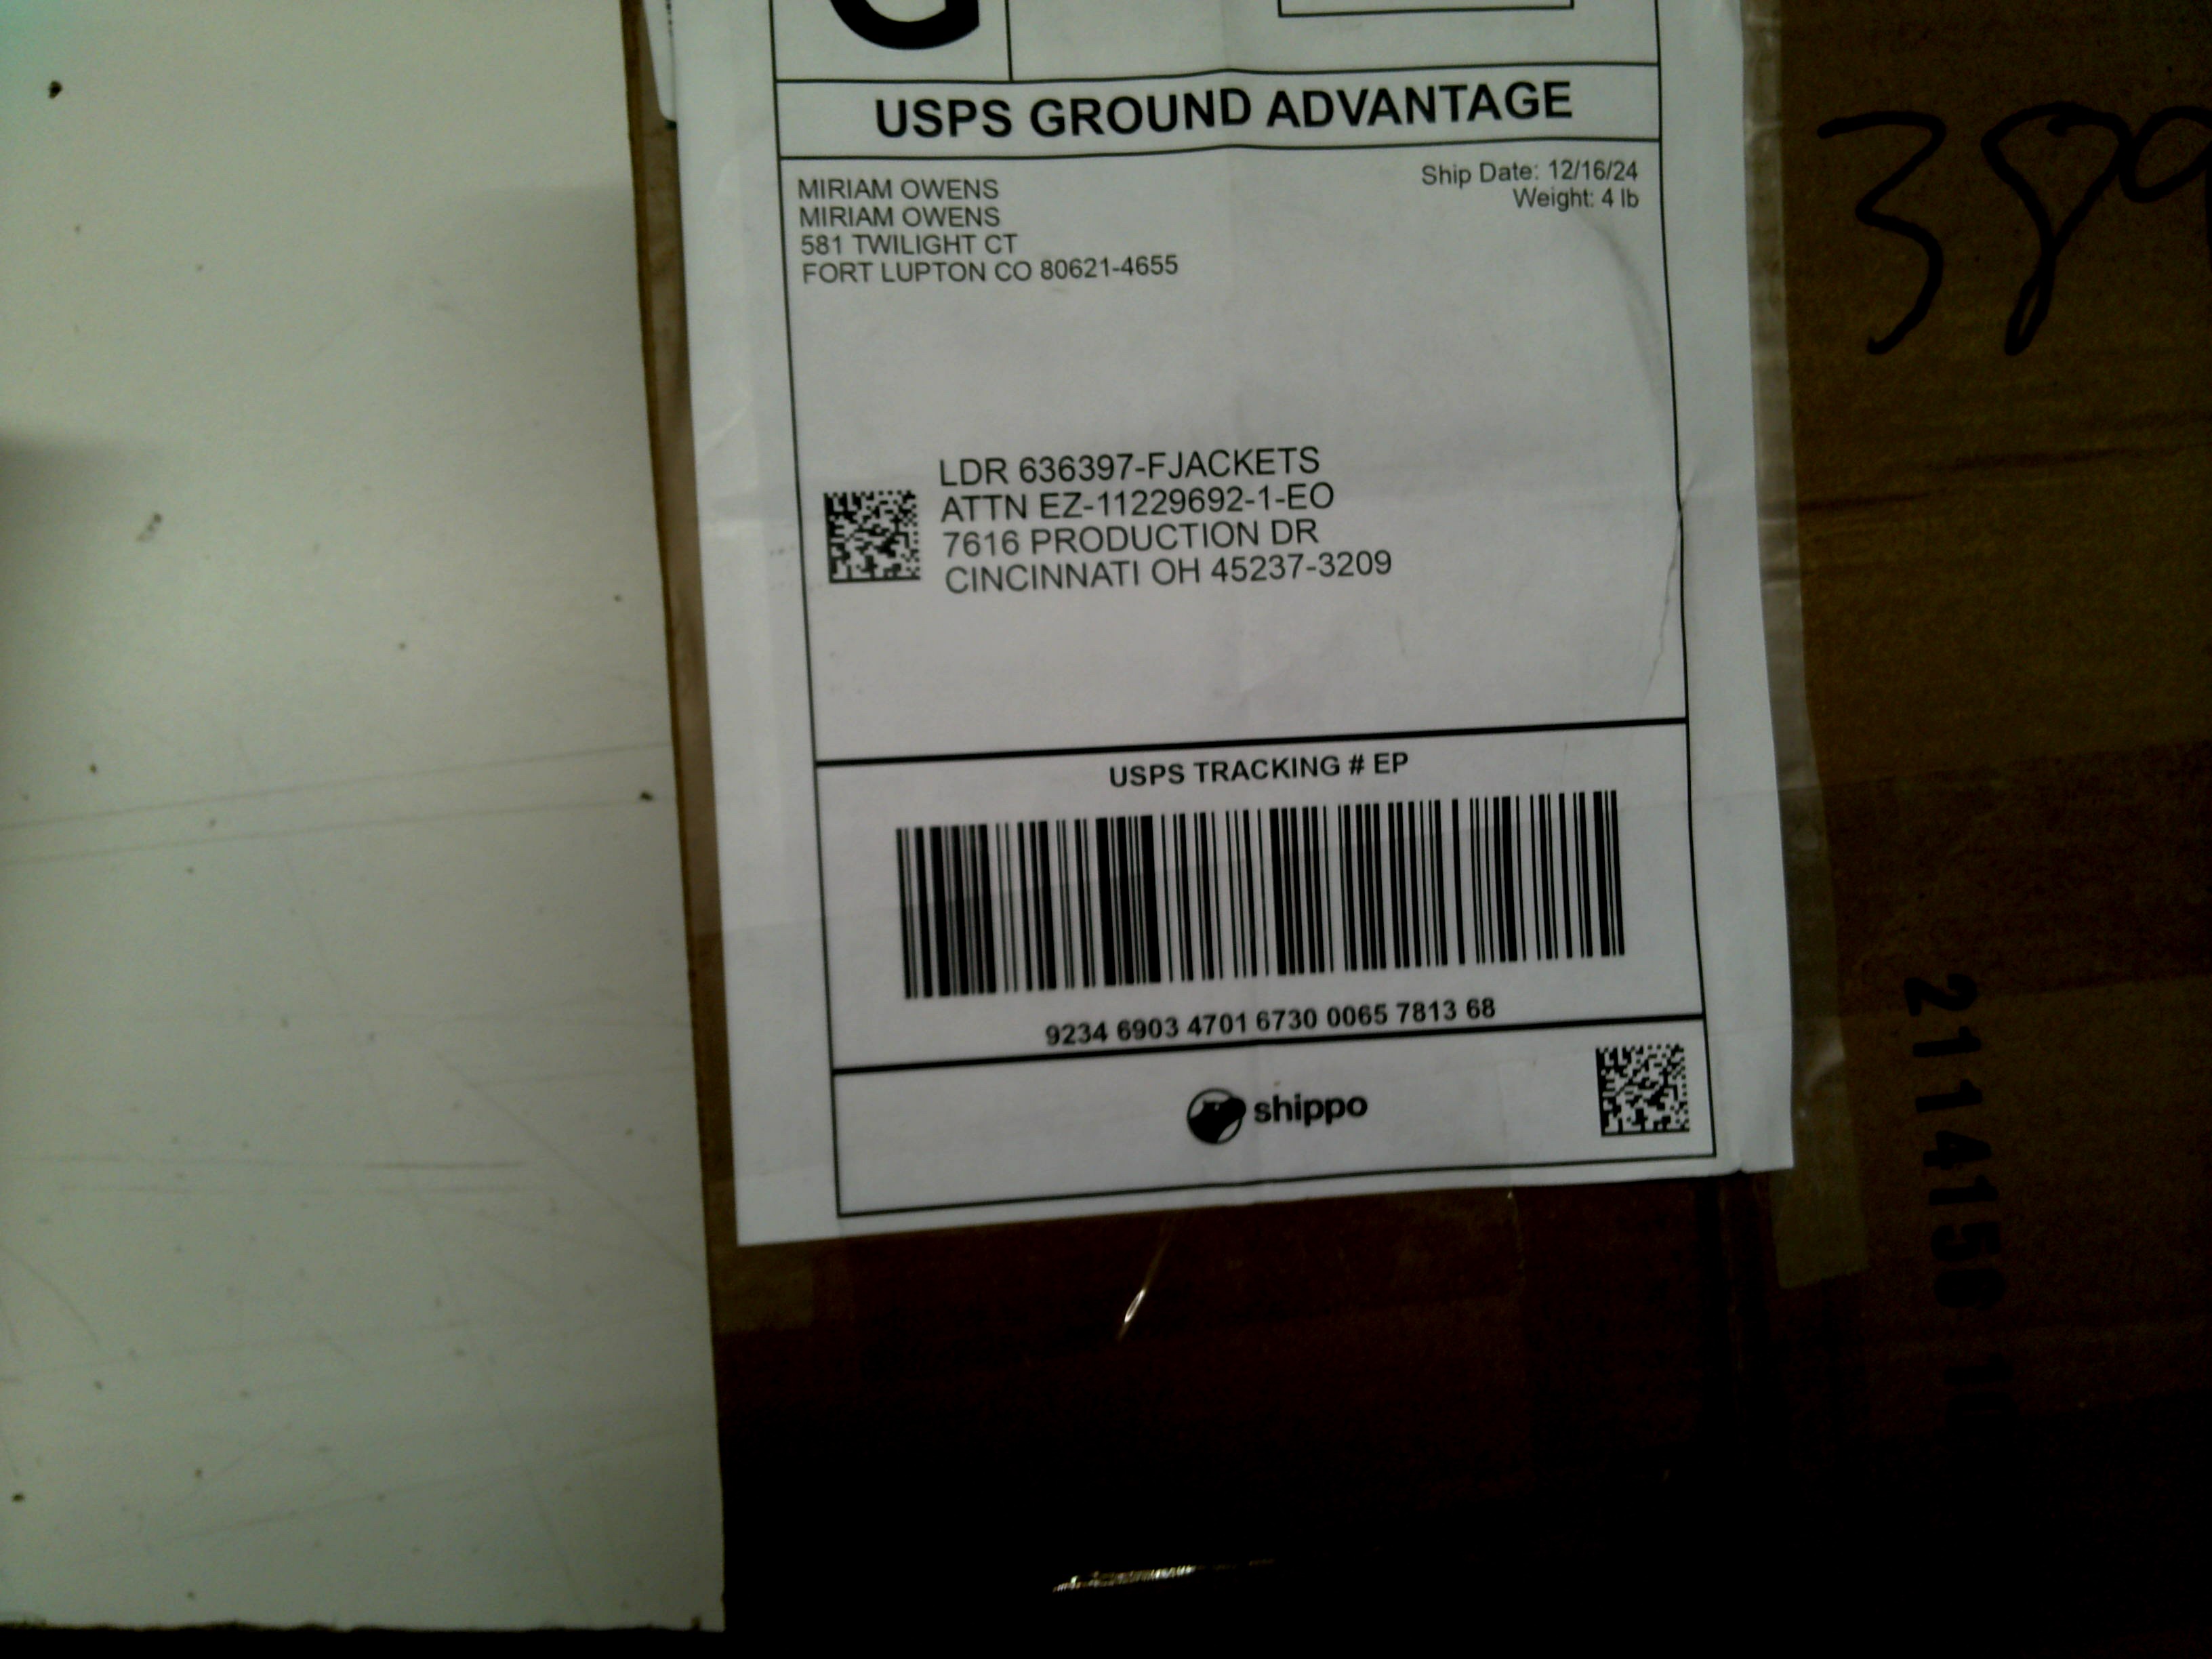 G
USPS GROUND ADVANTAGE
Ship Date: 12/16/24
Weight: 4 lb
MIRIAM OWENS
MIRIAM OWENS
581 TWILIGHT CT
FORT LUPTON CO 80621-4655
LDR 636397-FJACKETS
ATTN EZ-11229692-1-EO
7616 PRODUCTION DR
CINCINNATI OH 45237-3209
USPS TRACKING # EP
9234 6903 4701 6730 0065 7813 68
shippo
389